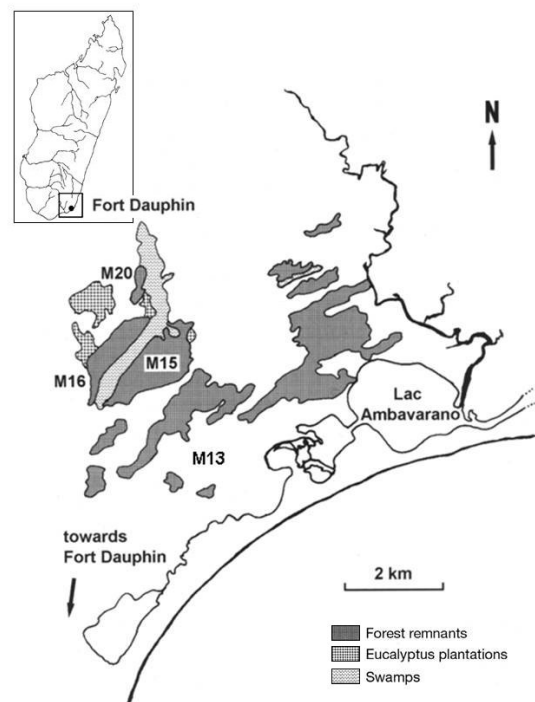 Fort Dauphin
N
M20
M15
M16
Lac
Ambavarano
M13
towards
Fort Dauphin
2 km
Forest remnants
Eucalyptus plantations
Swamps